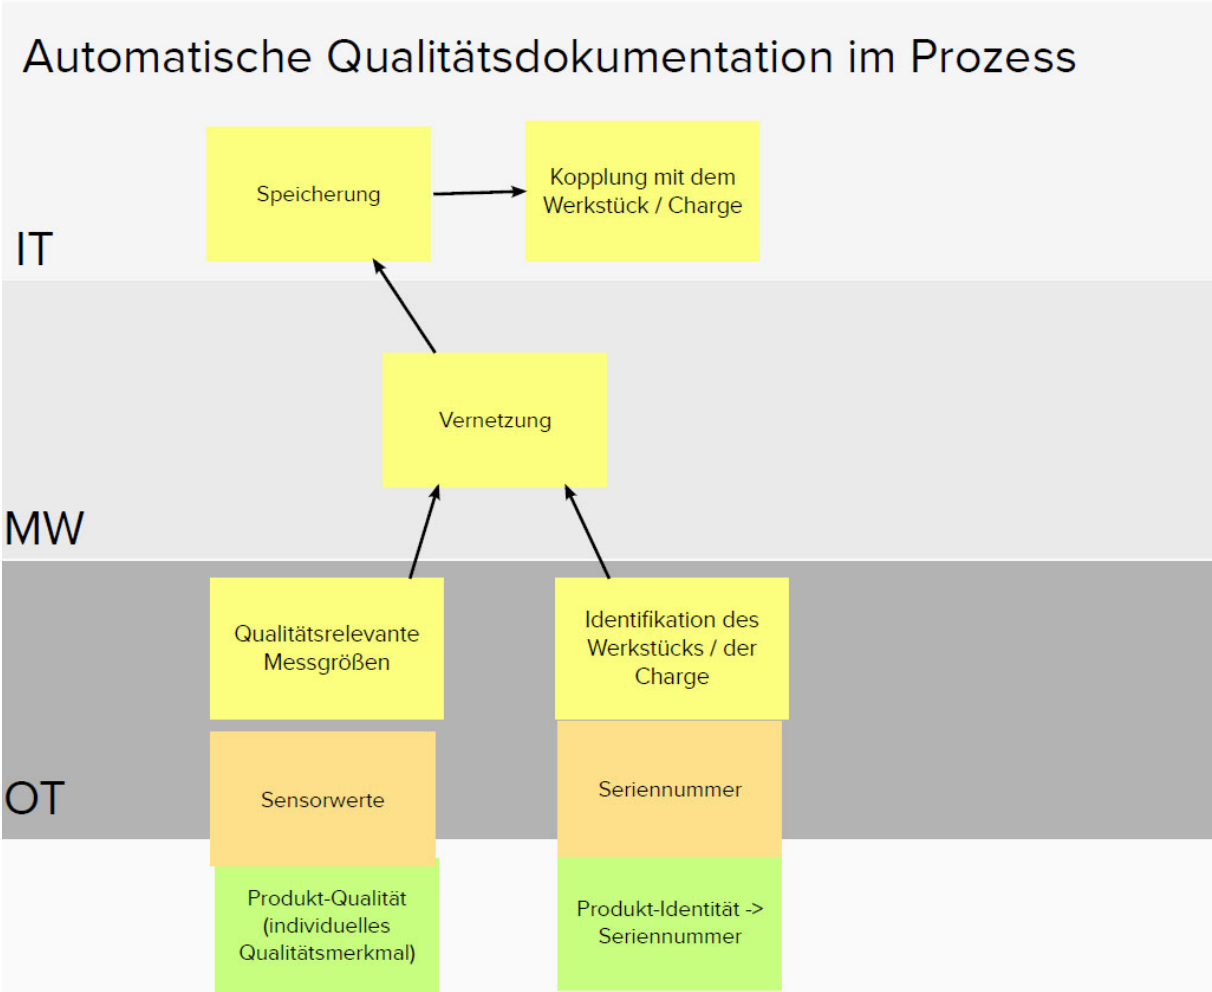 Automatische Qualitätsdokumentation im Prozess
Speicherung
Kopplung mit dem
Werkstück / Charge
IT
Vernetzung
MW
Qualitätsrelevante
Messgrößen
Identifikation des
Werkstücks / der
Charge
OT
Sensorwerte
Seriennummer
Produkt-Qualität
(individuelles
Qualitätsmerkmal)
Produkt-Identität ->
Seriennummer